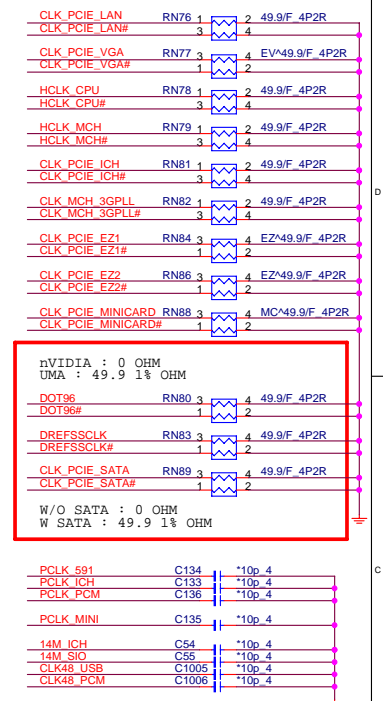 CLK_PCIE_LAN RN76 1 2 49.9/F_4P2R
CLK_PCIE_LAN# 3 4
CLK_PCIE_VGA RN77 3 4 EV^49.9/F_4P2R
CLK_PCIE_VGA# 1 2
HCLK_CPU RN78 1 2 49.9/F_4P2R
HCLK_CPU# 3 4
HCLK_MCH RN79 1 2 49.9/F_4P2R
HCLK_MCH# 3 4
CLK_PCIE_ICH RN81 1 2 49.9/F_4P2R
CLK_PCIE_ICH# 3 4
D
CLK_MCH_3GPLL RN82 1 2 49.9/F_4P2R
CLK_MCH_3GPLL# 3 4
CLK_PCIE_EZ1 RN84 3 4 EZ^49.9/F_4P2R
CLK_PCIE_EZ1# 1 2
CLK_PCIE_EZ2 RN86 3 4 EZ^49.9/F_4P2R
CLK_PCIE_EZ2# 1 2
CLK_PCIE_MINICARD RN88 3 4 MC^49.9/F_4P2R
CLK_PCIE_MINICARD# 1 2
nVIDIA : 0 OHM
UMA : 49.9 1% OHM
DOT96 RN80 3 4 49.9/F_4P2R
DOT96# 1 2
DREFSSCLK RN83 3 4 49.9/F_4P2R
DREFSSCLK# 1 2
CLK_PCIE_SATA RN89 3 4 49.9/F_4P2R
CLK_PCIE_SATA# 1 2
W/O SATA : 0 OHM
W SATA : 49.9 1% OHM
PCLK_591 C134 *10p_4
C
PCLK_ICH C133 *10p_4
PCLK_PCM C136 *10p_4
PCLK_MINI C135 *10p_4
14M_ICH C54 *10p_4
14M_SIO C55 *10p_4
CLK48_USB C1005 *10p_4
CLK48_PCM C1006 *10p_4